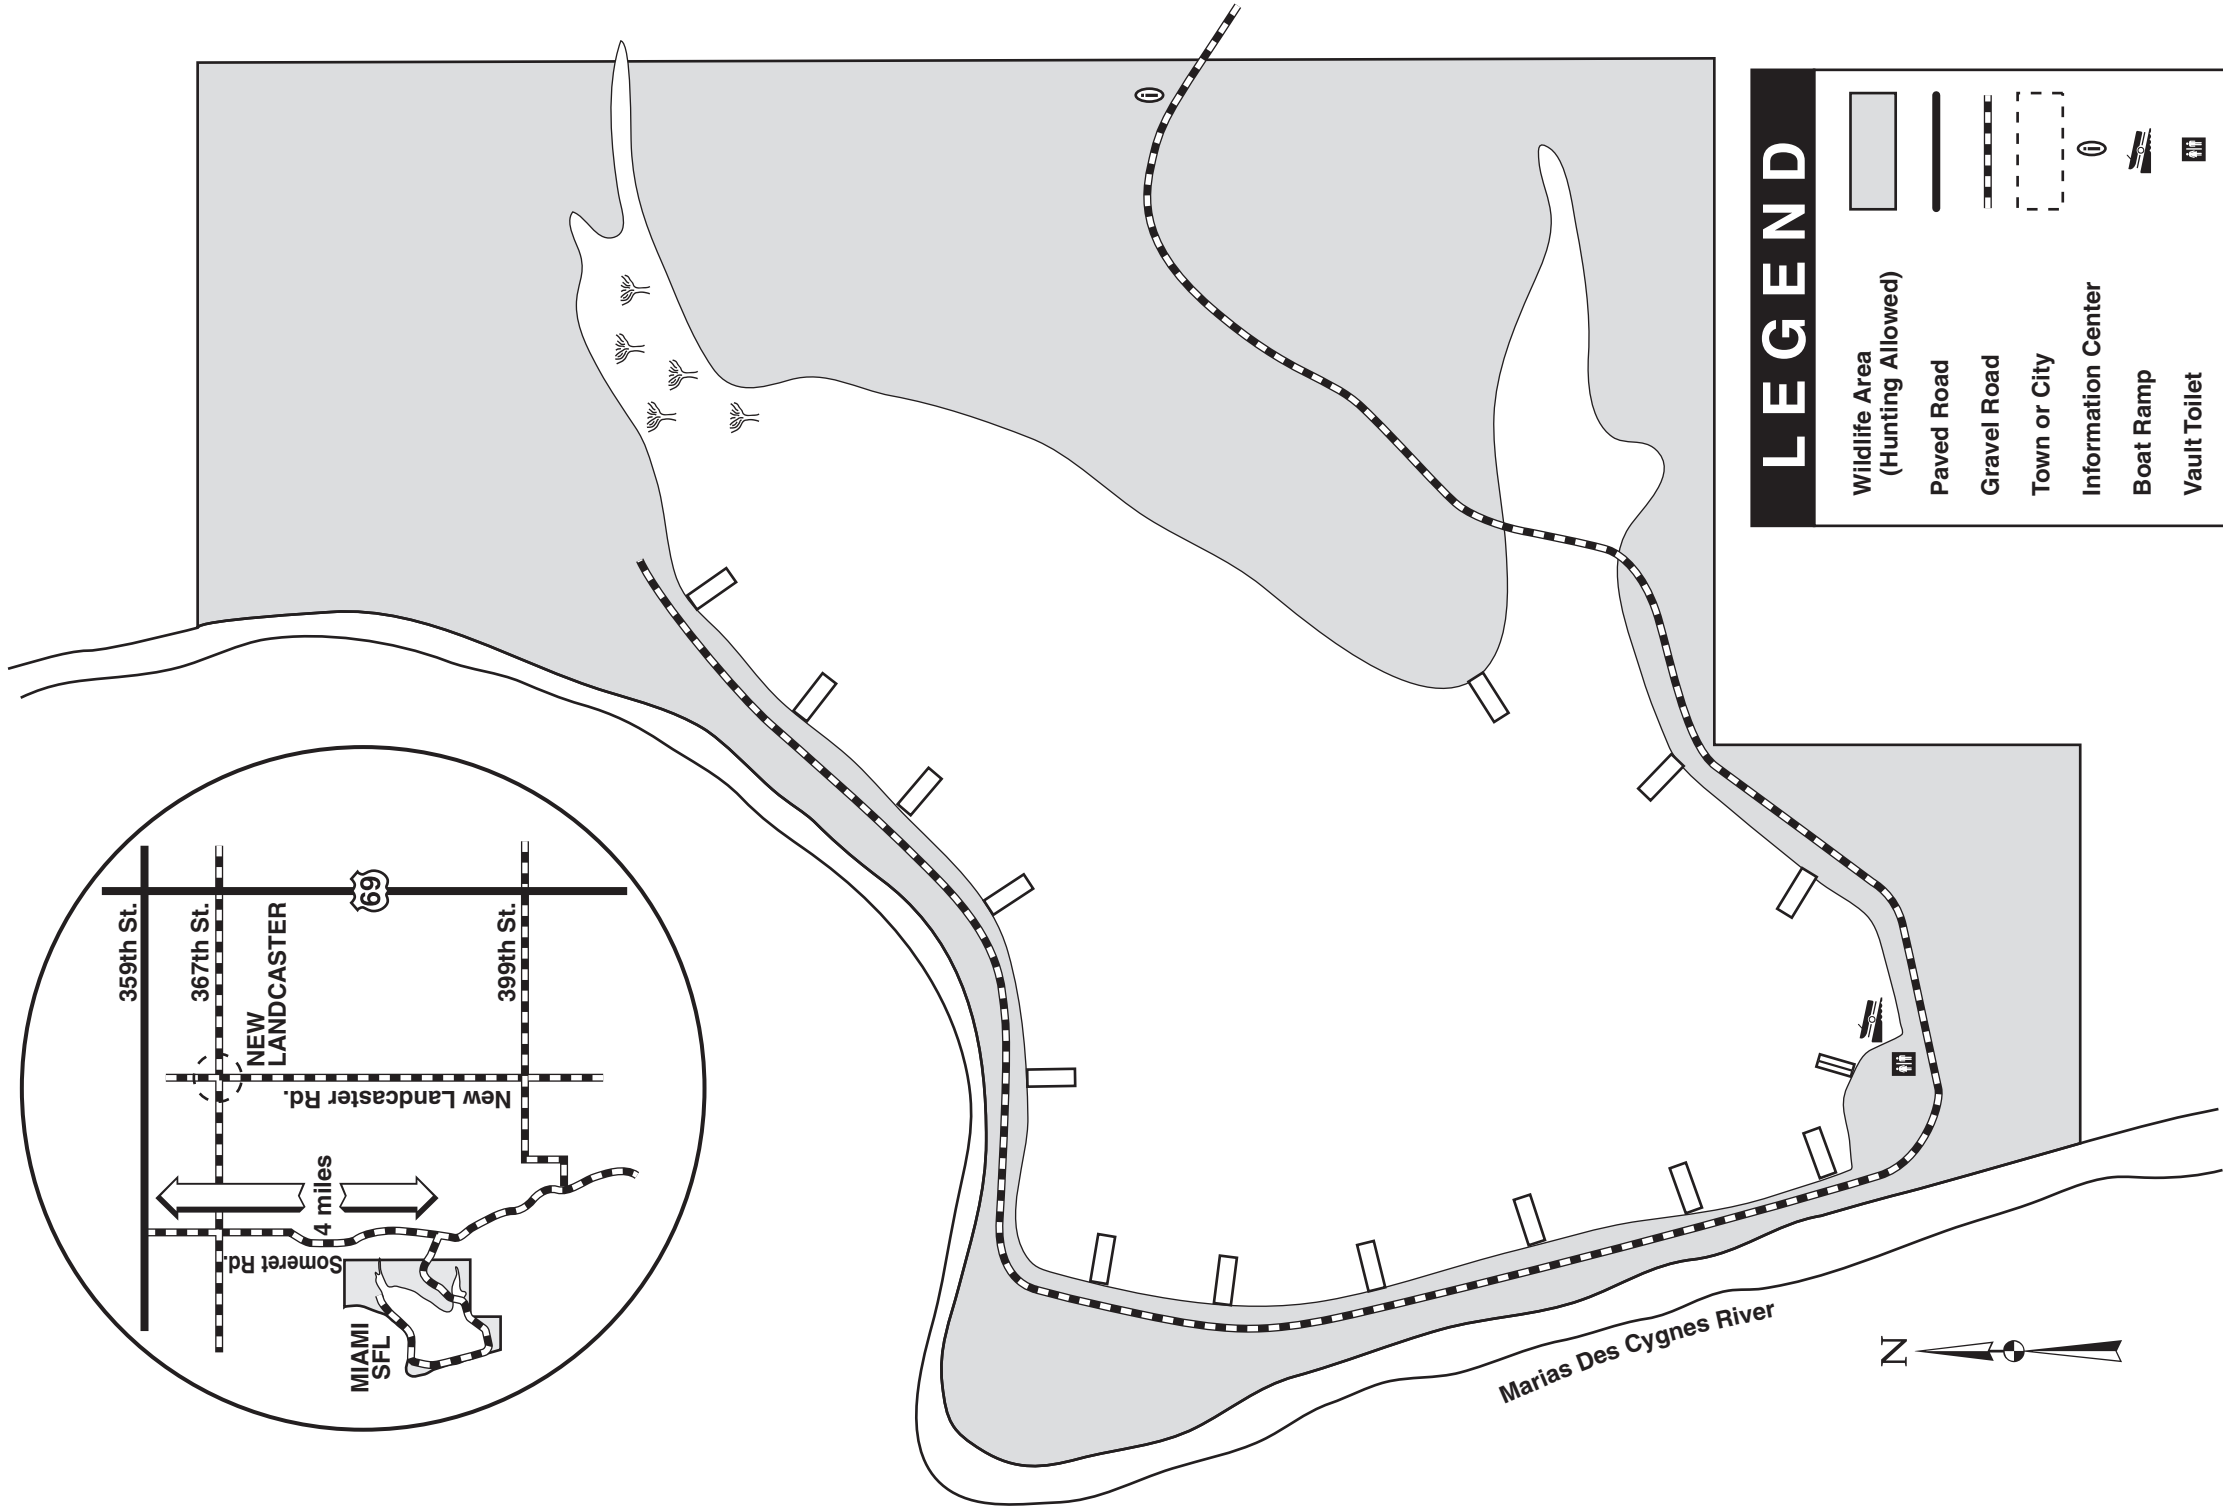 359th St.
367th St.
NEW
LANDCASTER
69
399th St.
New Landcaster Rd.
4 miles
Someret Rd.
MIAMI
SFL
i
Marias Des Cygnes River
N
LEGEND
Wildlife Area
(Hunting Allowed)
Paved Road
Gravel Road
Town or City
Information Center
i
Boat Ramp
Vault Toilet